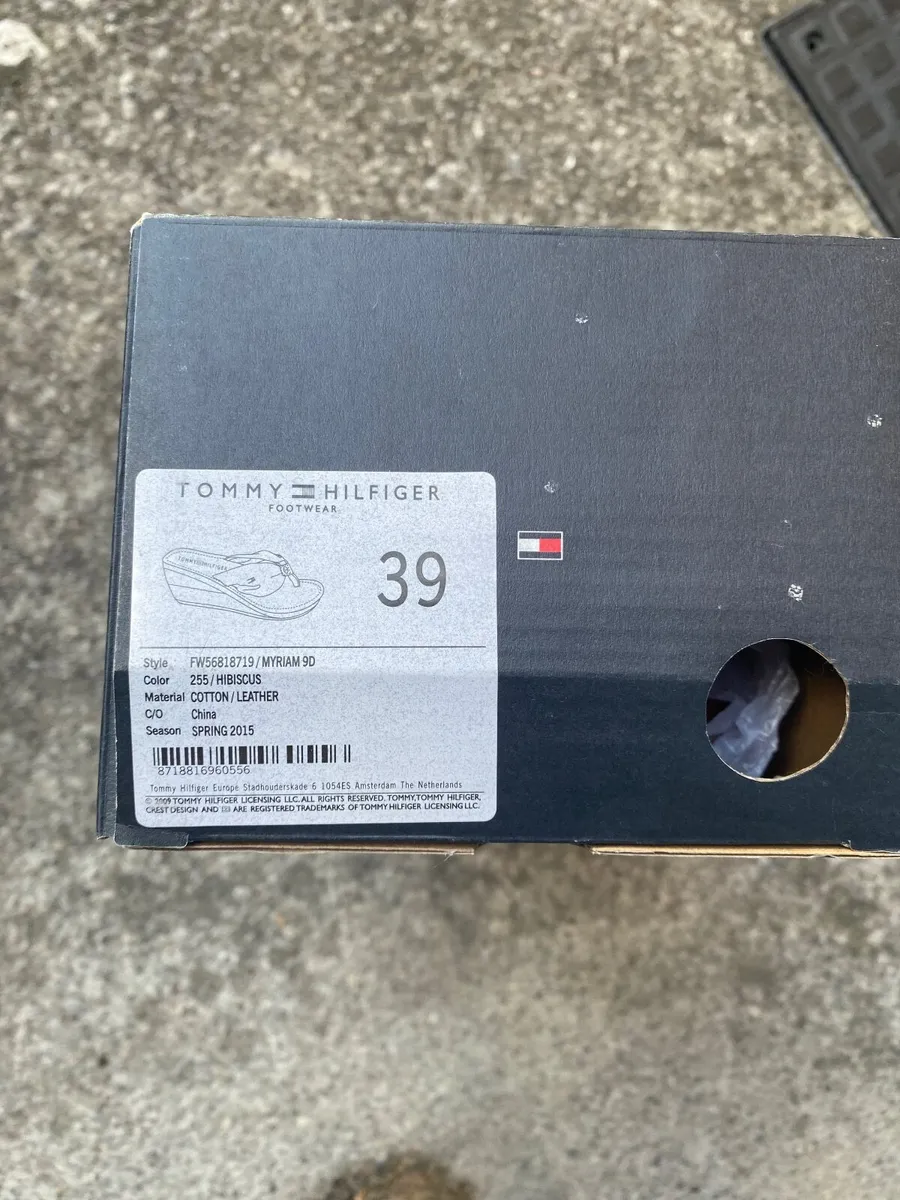 TOMMY HILFIGER
FOOTWEAR
TOMMY HILFIGER
39
Style FW56818719 / MYRIAM 9D
Color 255 / HIBISCUS
Material COTTON / LEATHER
C/O China
Season SPRING 2015
8718816960556
Tommy Hilfiger Europe Stadhouderskade 6 1054ES Amsterdam The Netherlands
© 2009 TOMMY HILFIGER LICENSING LLC. ALL RIGHTS RESERVED. TOMMY, TOMMY HILFIGER,
CREST DESIGN AND ARE REGISTERED TRADEMARKS OF TOMMY HILFIGER LICENSING LLC.